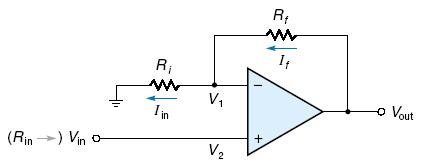 R_f
I_f
R_i
I_in
V_1
−
V_out
(R_in →) V_in
+
V_2